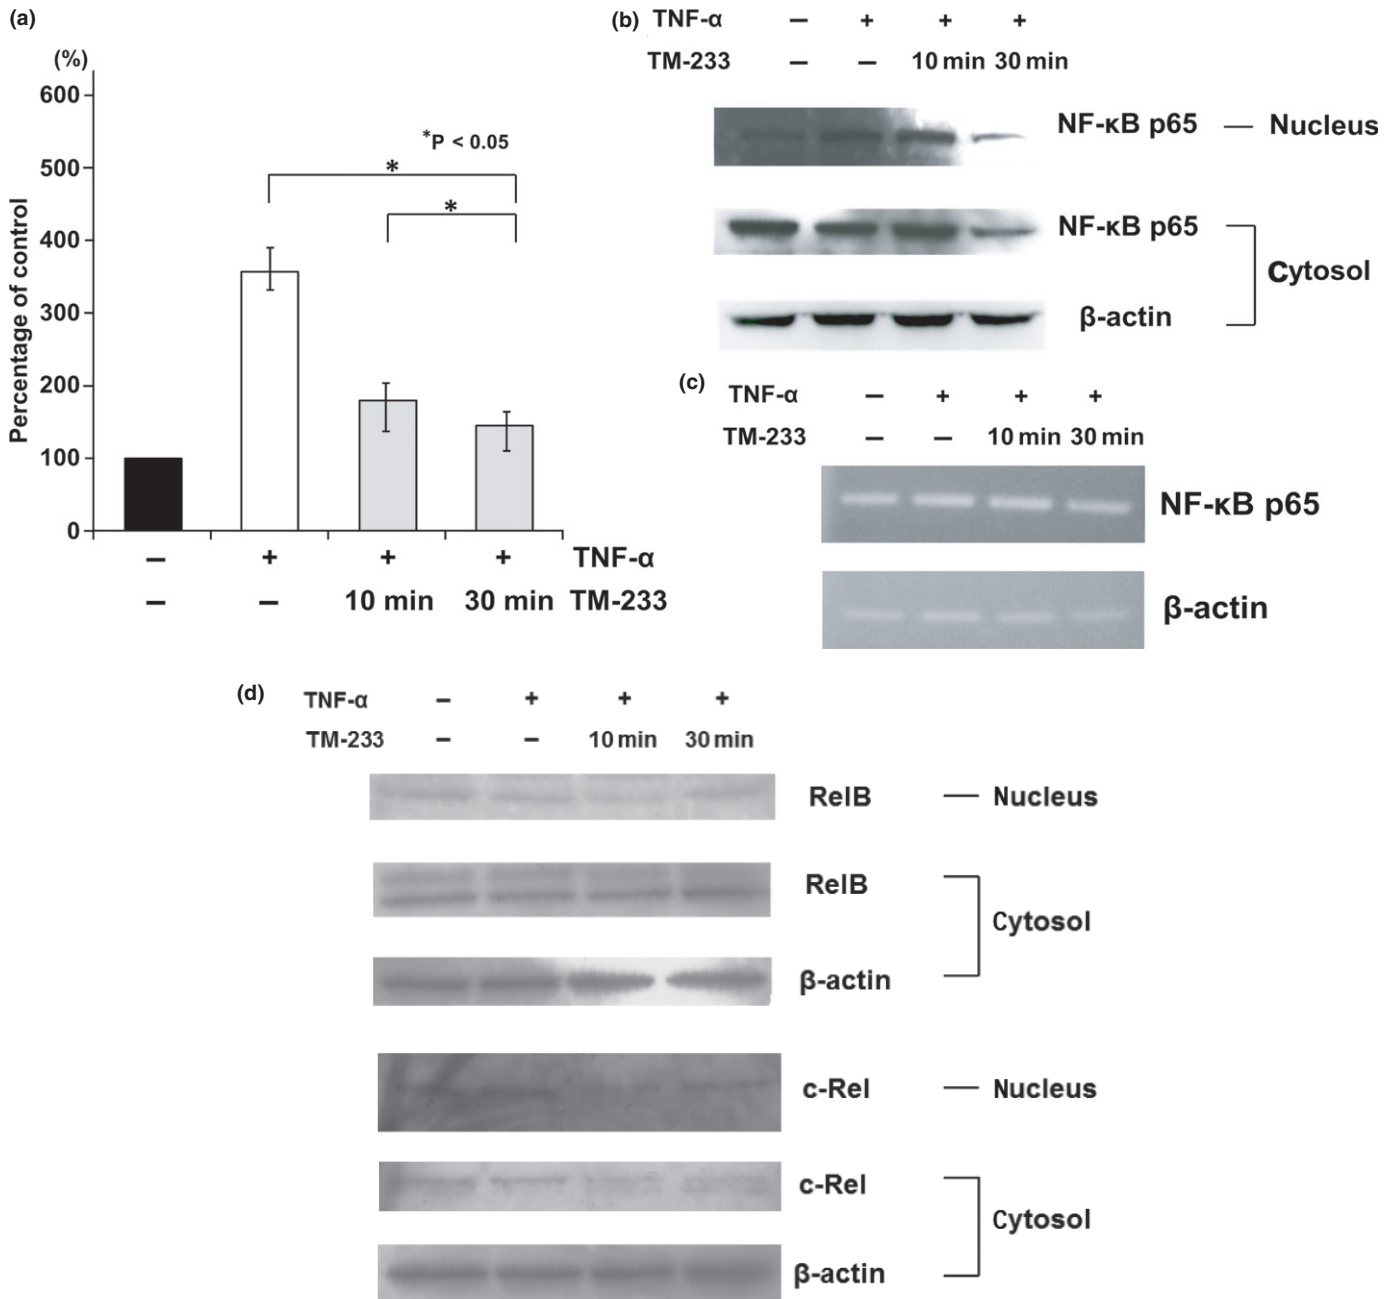 (a)
(%)
600
500
400
300
200
100
0
Percentage of control
*P < 0.05
*
*
– + + + TNF-α
– – 10 min 30 min TM-233
(b) TNF-α – + + +
TM-233 – – 10 min 30 min
NF-κB p65 — Nucleus
NF-κB p65
Cytosol
β-actin
(c)
TNF-α – + + +
TM-233 – – 10 min 30 min
NF-κB p65
β-actin
(d)
TNF-α – + + +
TM-233 – – 10 min 30 min
RelB — Nucleus
RelB
Cytosol
β-actin
c-Rel — Nucleus
c-Rel
Cytosol
β-actin